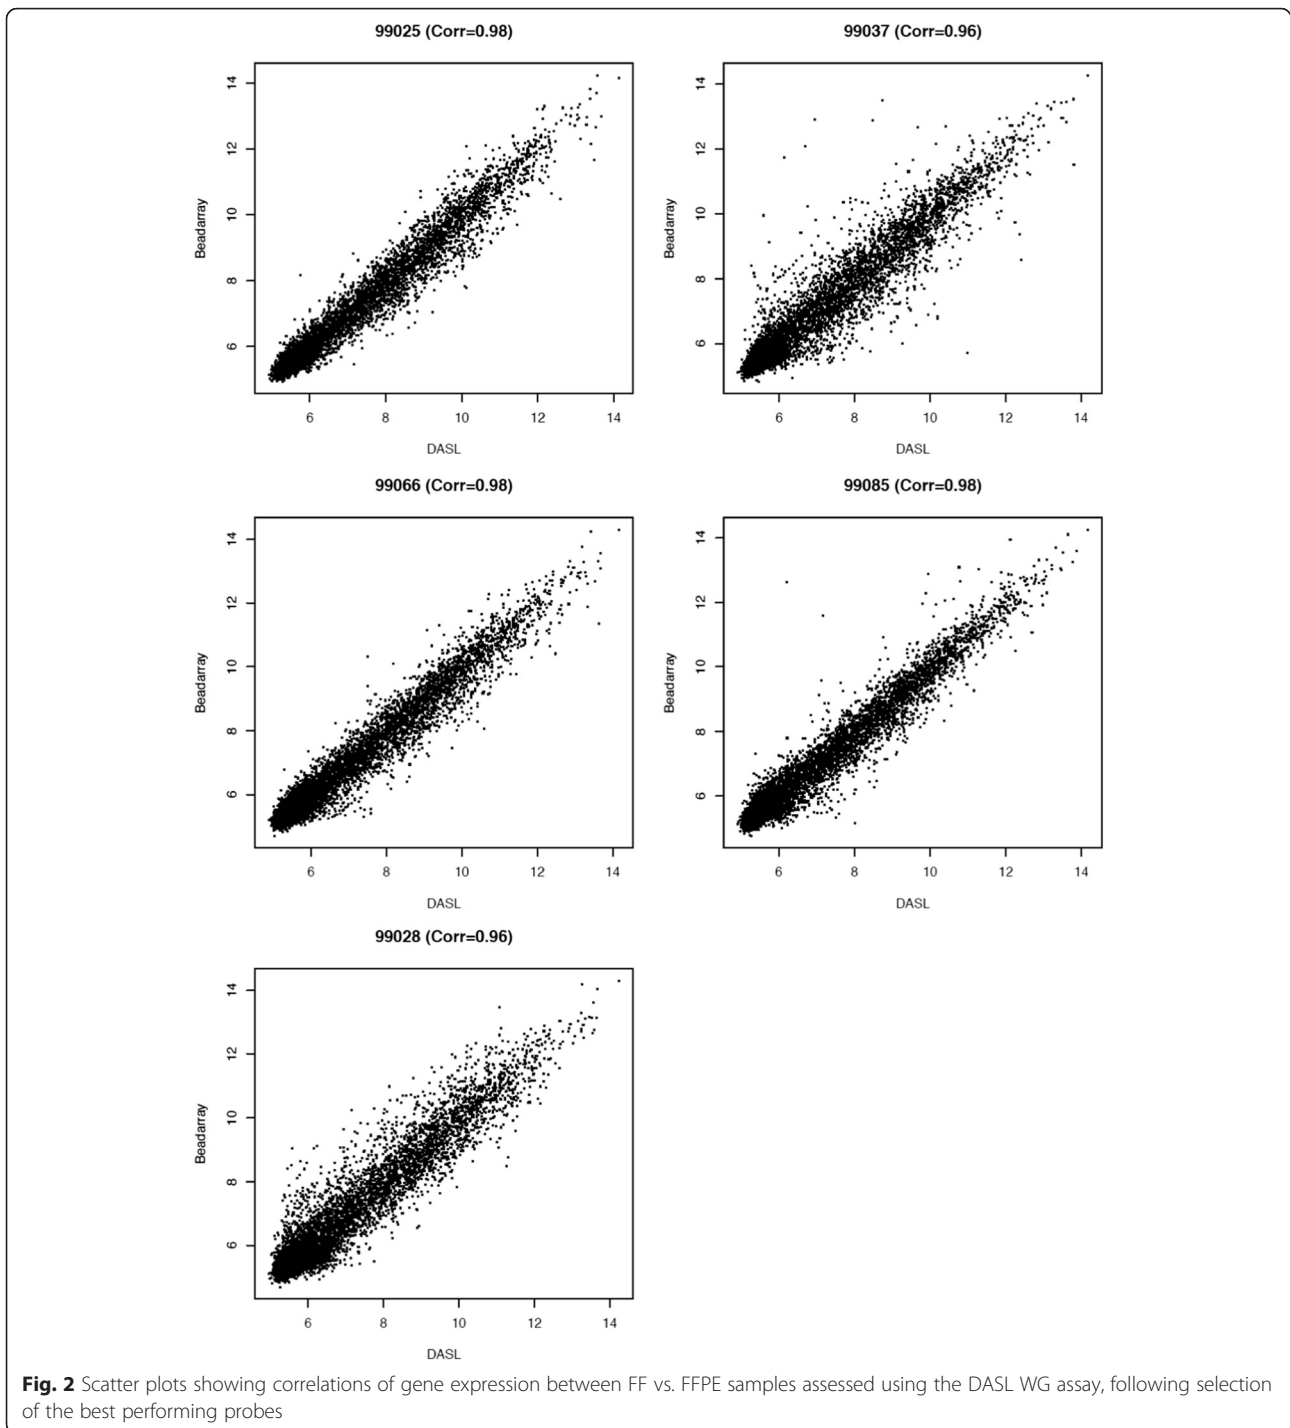 99025 (Corr=0.98)
14
12
10
8
6
Beadarray
6 8 10 12 14
DASL
99037 (Corr=0.96)
14
12
10
8
6
Beadarray
6 8 10 12 14
DASL
99066 (Corr=0.98)
14
12
10
8
6
Beadarray
6 8 10 12 14
DASL
99085 (Corr=0.98)
14
12
10
8
6
Beadarray
6 8 10 12 14
DASL
99028 (Corr=0.96)
14
12
10
8
6
Beadarray
6 8 10 12 14
DASL
Fig. 2 Scatter plots showing correlations of gene expression between FF vs. FFPE samples assessed using the DASL WG assay, following selection
of the best performing probes